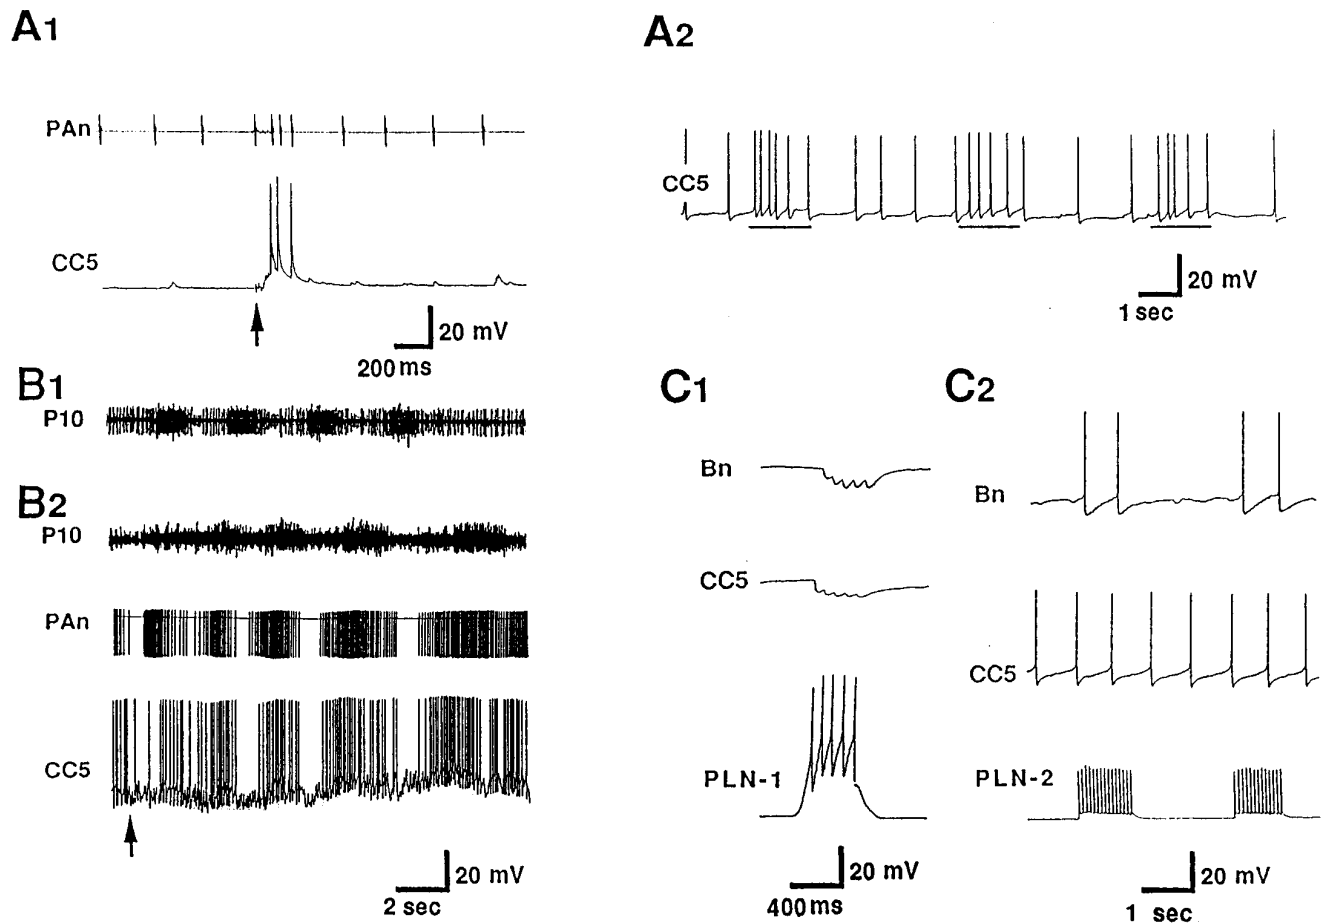 A1
PAn
CC5
20 mV
200 ms
A2
CC5
20 mV
1 sec
B1
P10
B2
P10
PAn
CC5
20 mV
2 sec
C1
Bn
CC5
PLN-1
20 mV
400 ms
C2
Bn
CC5
PLN-2
20 mV
1 sec